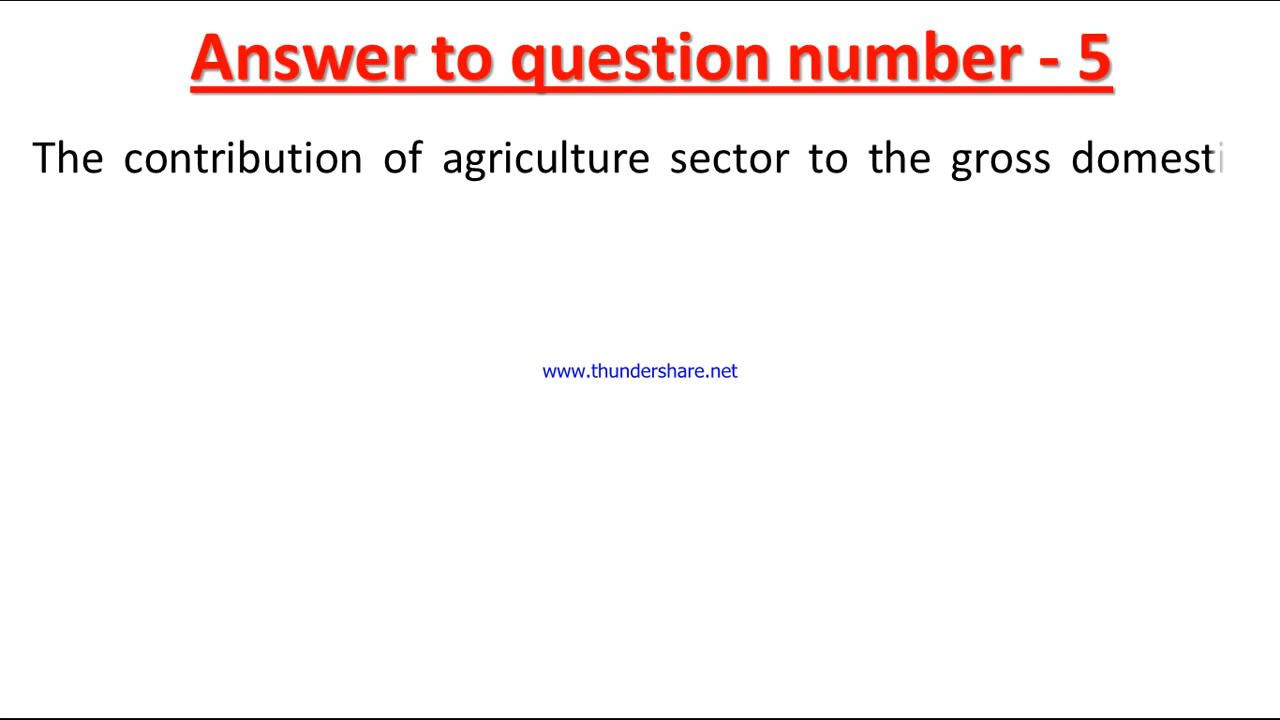 Answer to question number - 5
The contribution of agriculture sector to the gross domesti
www.thundershare.net